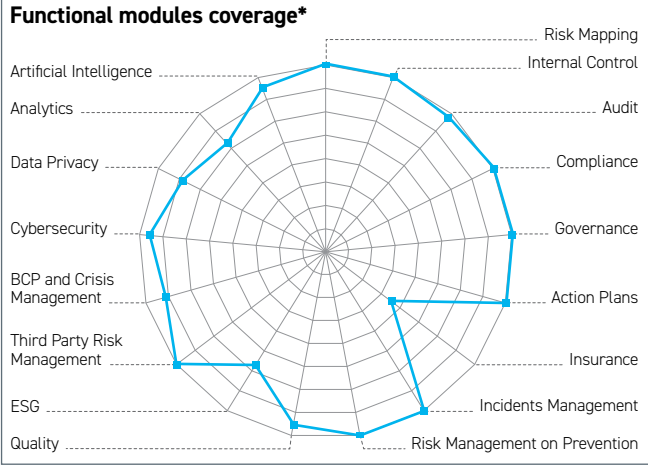 Functional modules coverage*
Risk Mapping
Internal Control
Audit
Compliance
Governance
Action Plans
Insurance
Incidents Management
Risk Management on Prevention
Quality
ESG
Third Party Risk
Management
BCP and Crisis
Management
Cybersecurity
Data Privacy
Analytics
Artificial Intelligence